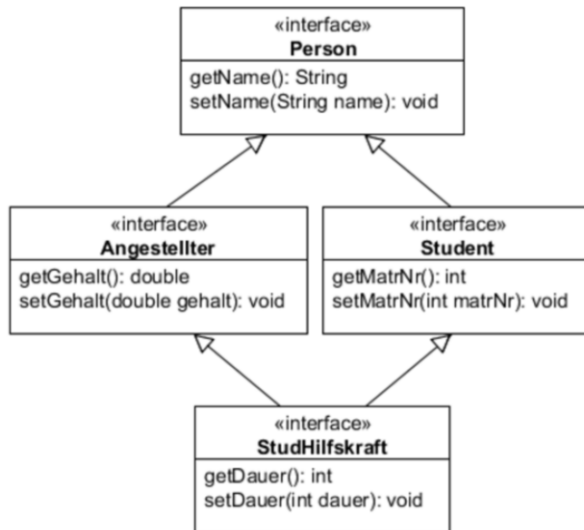 «interface»
Person
getName(): String
setName(String name): void
«interface»
Angestellter
getGehalt(): double
setGehalt(double gehalt): void
«interface»
Student
getMatrNr(): int
setMatrNr(int matrNr): void
«interface»
StudHilfskraft
getDauer(): int
setDauer(int dauer): void